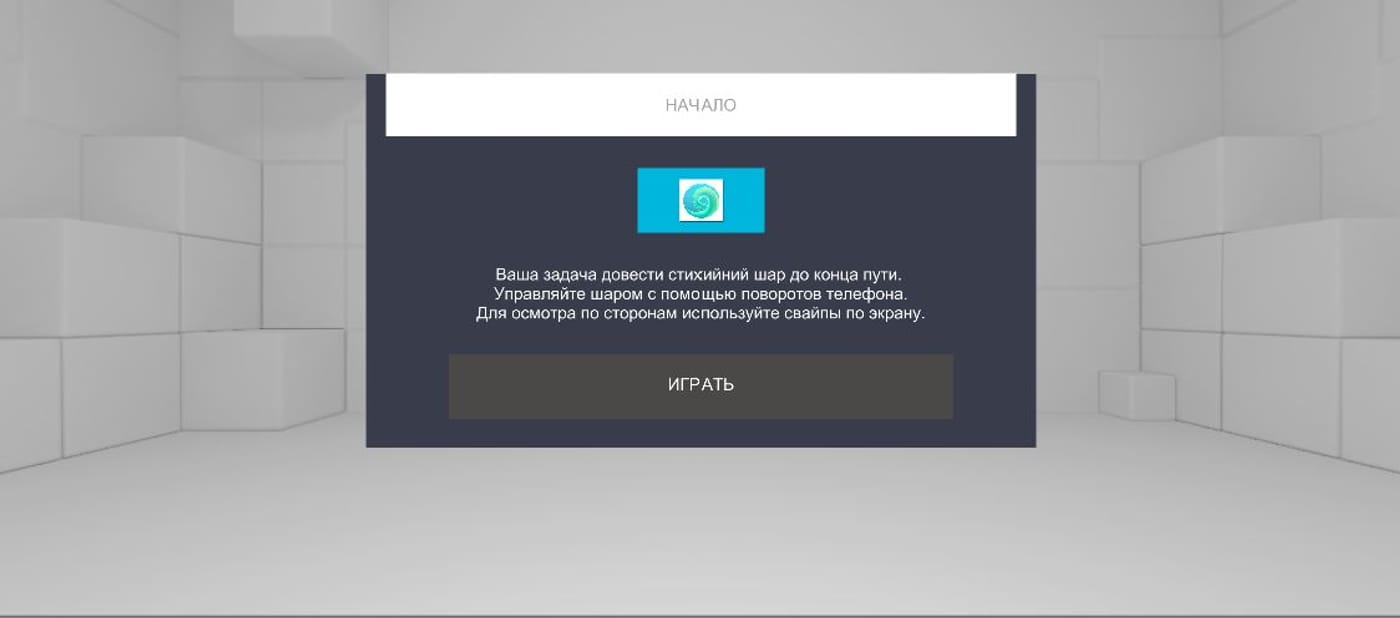 НАЧАЛО
Ваша задача довести стихийний шар до конца пути.
Управляйте шаром с помощью поворотов телефона.
Для осмотра по сторонам используйте свайпы по экрану.
ИГРАТЬ